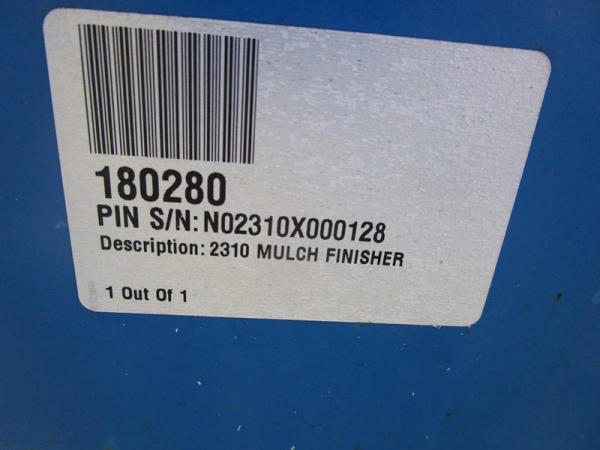 180280
PIN S/N: N02310X000128
Description: 2310 MULCH FINISHER
1 Out Of 1